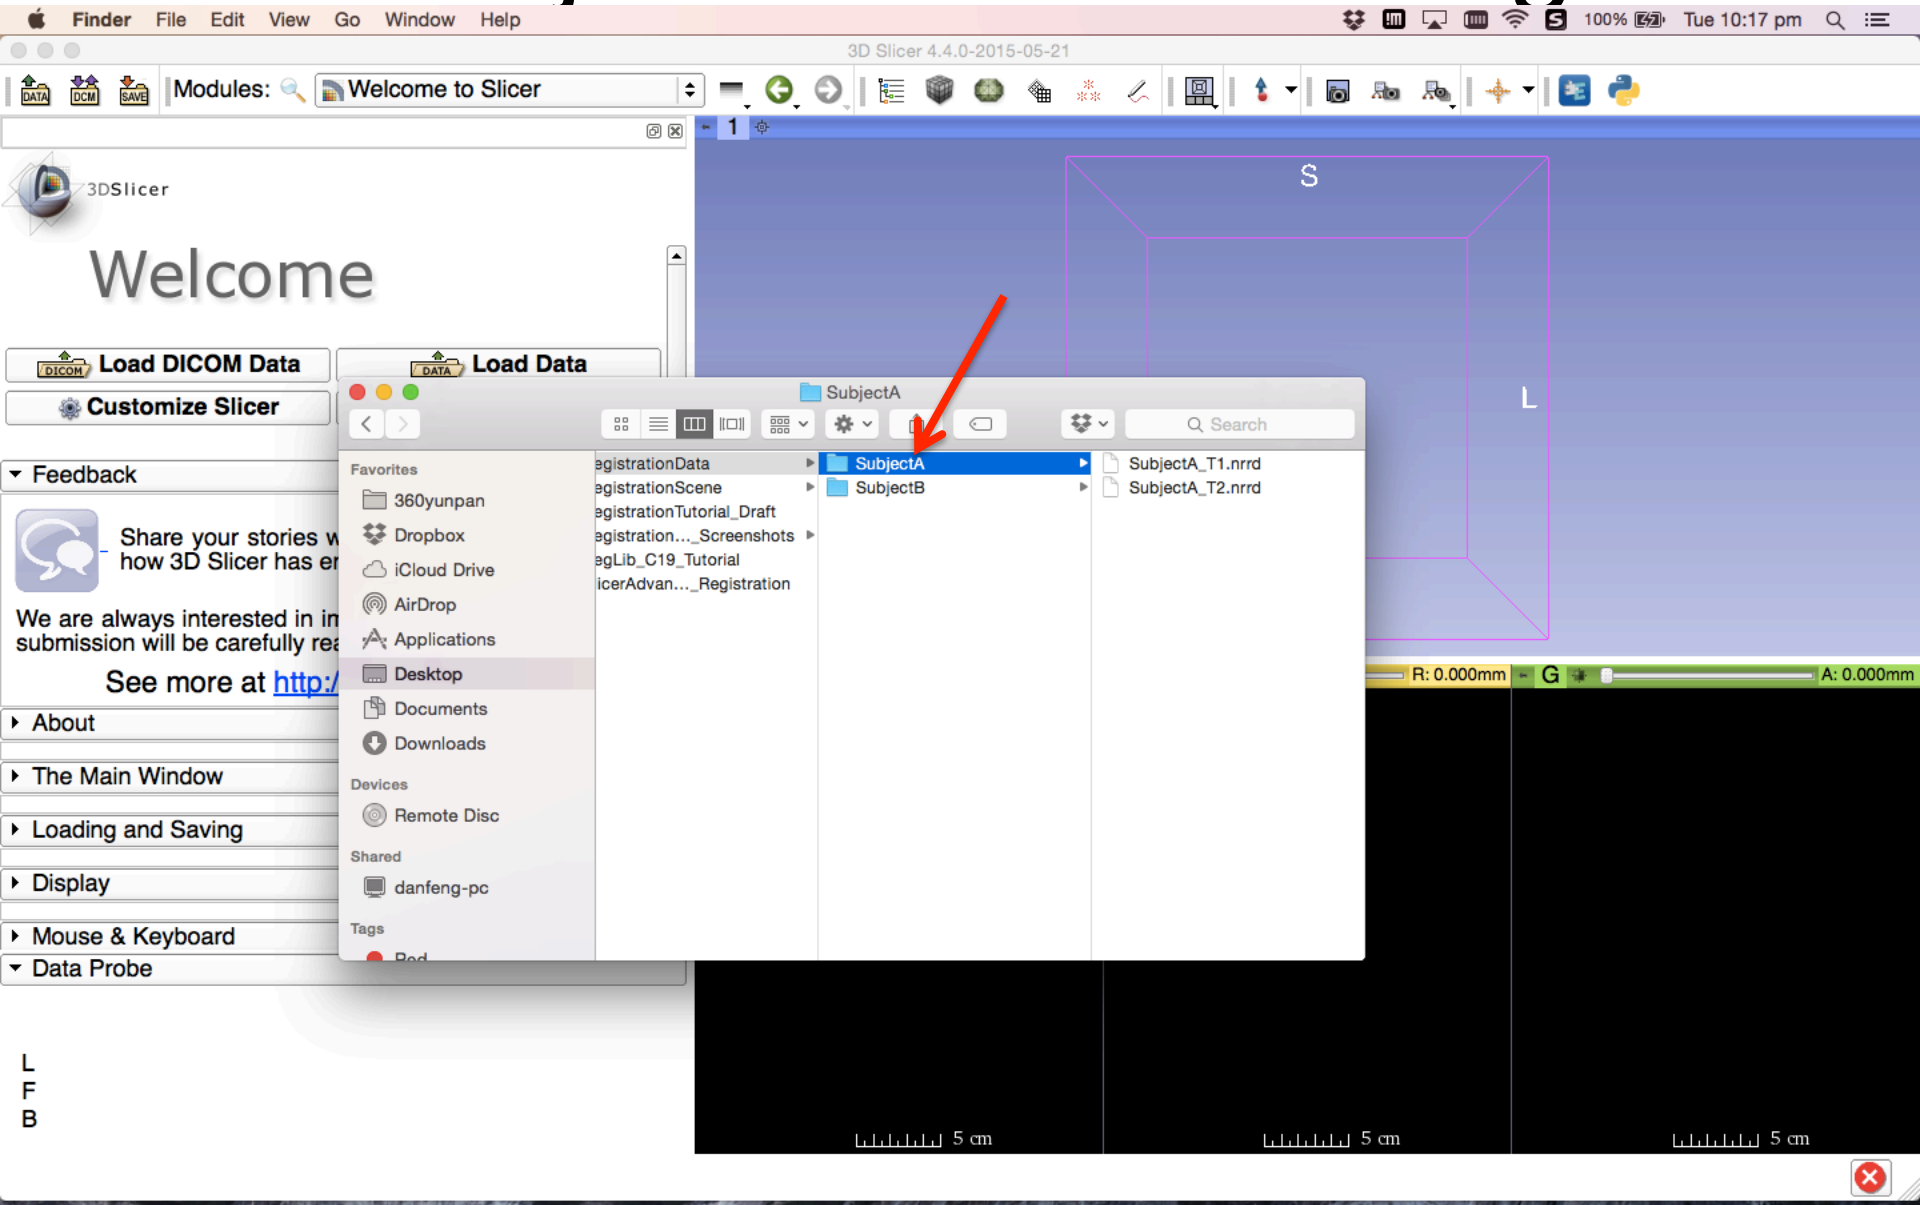 Finder File Edit View Go Window Help 100% Tue 10:17 pm
3D Slicer 4.4.0-2015-05-21
DATA DCM SAVE Modules: Welcome to Slicer
1
3DSlicer
S
Welcome
DICOM Load DICOM Data DATA Load Data
Customize Slicer
L
SubjectA
Search
Feedback
Share your stories w
how 3D Slicer has er
We are always interested in im
submission will be carefully rea
See more at http:/
Favorites
360yunpan
Dropbox
iCloud Drive
AirDrop
Applications
Desktop
Documents
Downloads
Devices
Remote Disc
Shared
danfeng-pc
Tags
Red
egistrationData
egistrationScene
egistrationTutorial_Draft
egistration..._Screenshots
egLib_C19_Tutorial
icerAdvan..._Registration
SubjectA
SubjectB
SubjectA_T1.nrrd
SubjectA_T2.nrrd
R: 0.000mm G A: 0.000mm
About
The Main Window
Loading and Saving
Display
Mouse & Keyboard
Data Probe
L
F
B
5 cm 5 cm 5 cm